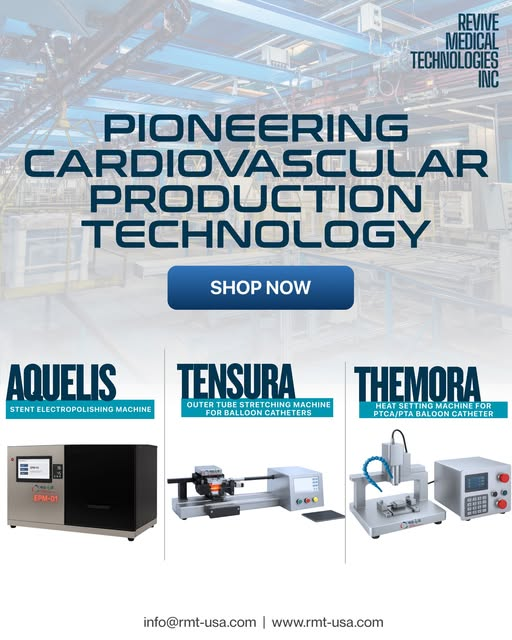 REVIVE
MEDICAL
TECHNOLOGIES
INC
PIONEERING
CARDIOVASCULAR
PRODUCTION
TECHNOLOGY
SHOP NOW
AQUELIS
STENT ELECTROPOLISHING MACHINE
EPM-01
TENSURA
OUTER TUBE STRETCHING MACHINE
FOR BALLOON CATHETERS
THEMORA
HEAT SETTING MACHINE FOR
PTCA/PTA BALOON CATHETER
info@rmt-usa.com | www.rmt-usa.com